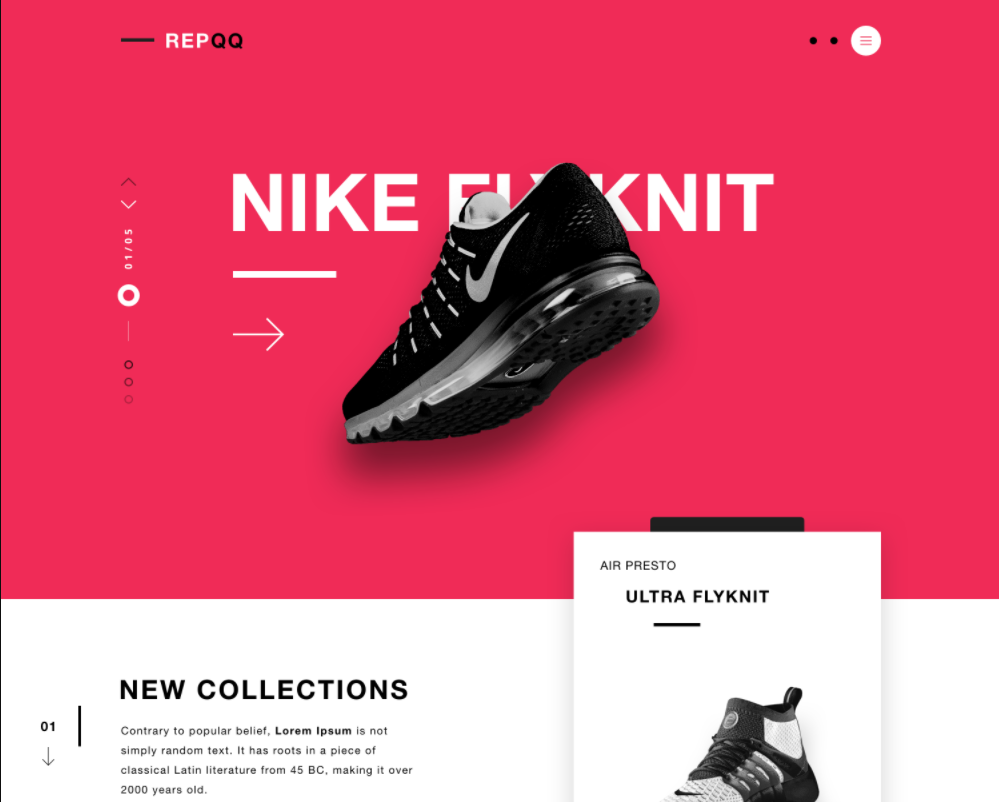 REPQQ
NIKE FLYKNIT
01/05
AIR PRESTO
ULTRA FLYKNIT
NEW COLLECTIONS
01
Contrary to popular belief, Lorem Ipsum is not
simply random text. It has roots in a piece of
classical Latin literature from 45 BC, making it over
2000 years old.